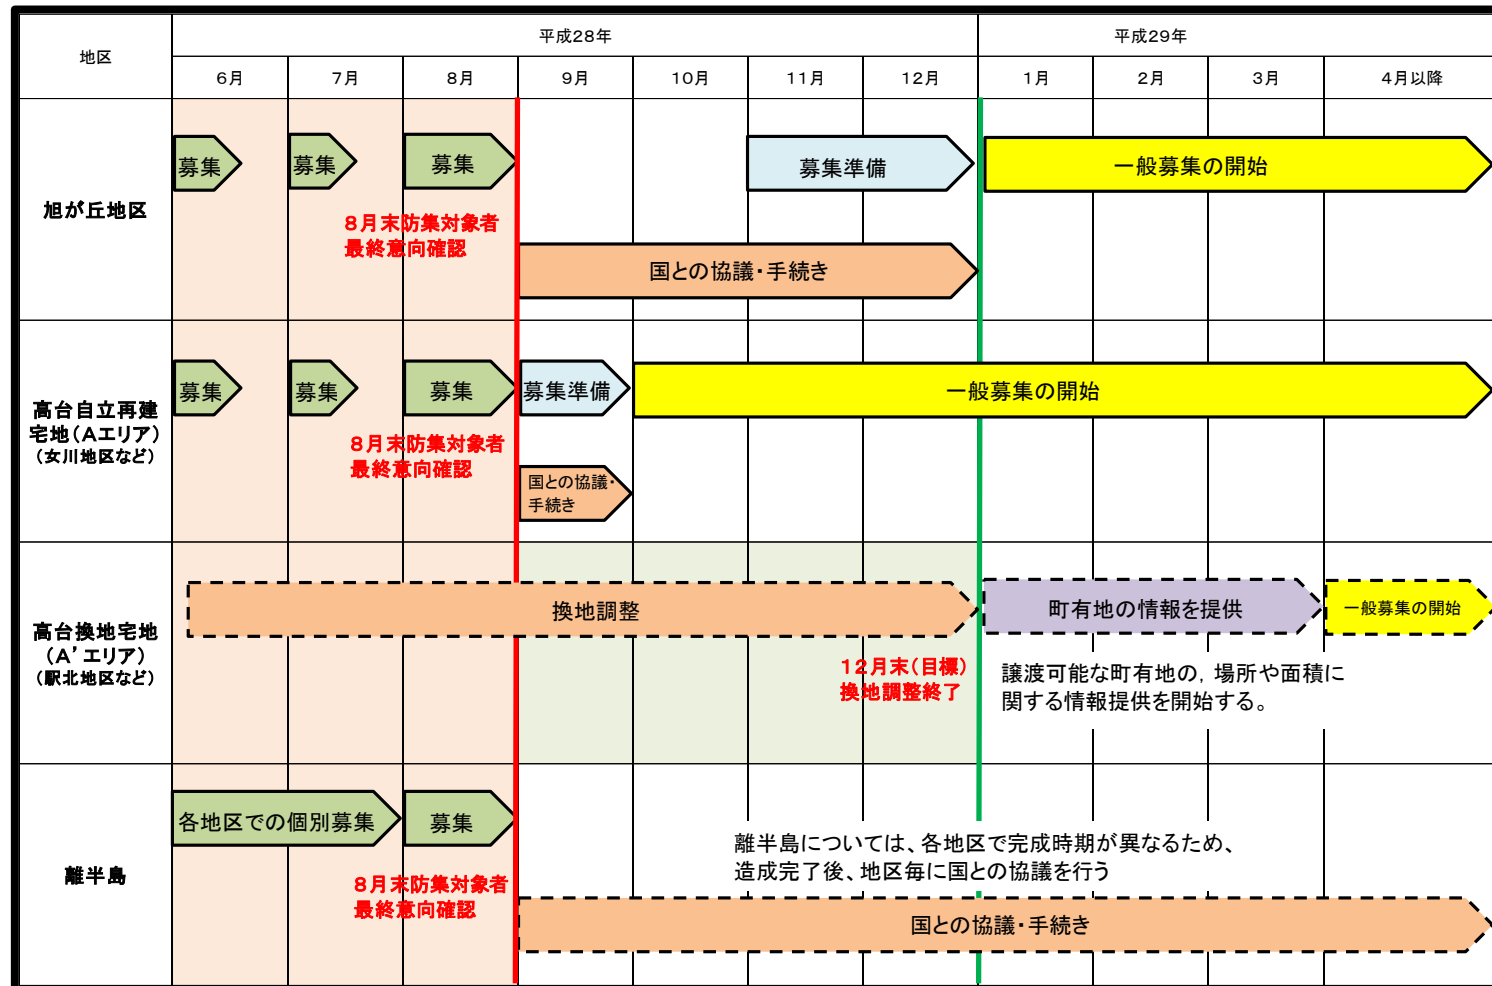 地区
平成28年
平成29年
6月
7月
8月
9月
10月
11月
12月
1月
2月
3月
4月以降
旭が丘地区
募集
募集
募集
募集準備
一般募集の開始
8月末防集対象者
最終意向確認
国との協議・手続き
高台自立再建
宅地(Aエリア)
(女川地区など)
募集
募集
募集
募集準備
一般募集の開始
8月末防集対象者
最終意向確認
国との協議・
手続き
高台換地宅地
(A'エリア)
(駅北地区など)
換地調整
町有地の情報を提供
一般募集の開始
12月末(目標)
換地調整終了
譲渡可能な町有地の,場所や面積に
関する情報提供を開始する。
離半島
各地区での個別募集
募集
8月末防集対象者
最終意向確認
離半島については、各地区で完成時期が異なるため、
造成完了後、地区毎に国との協議を行う
国との協議・手続き